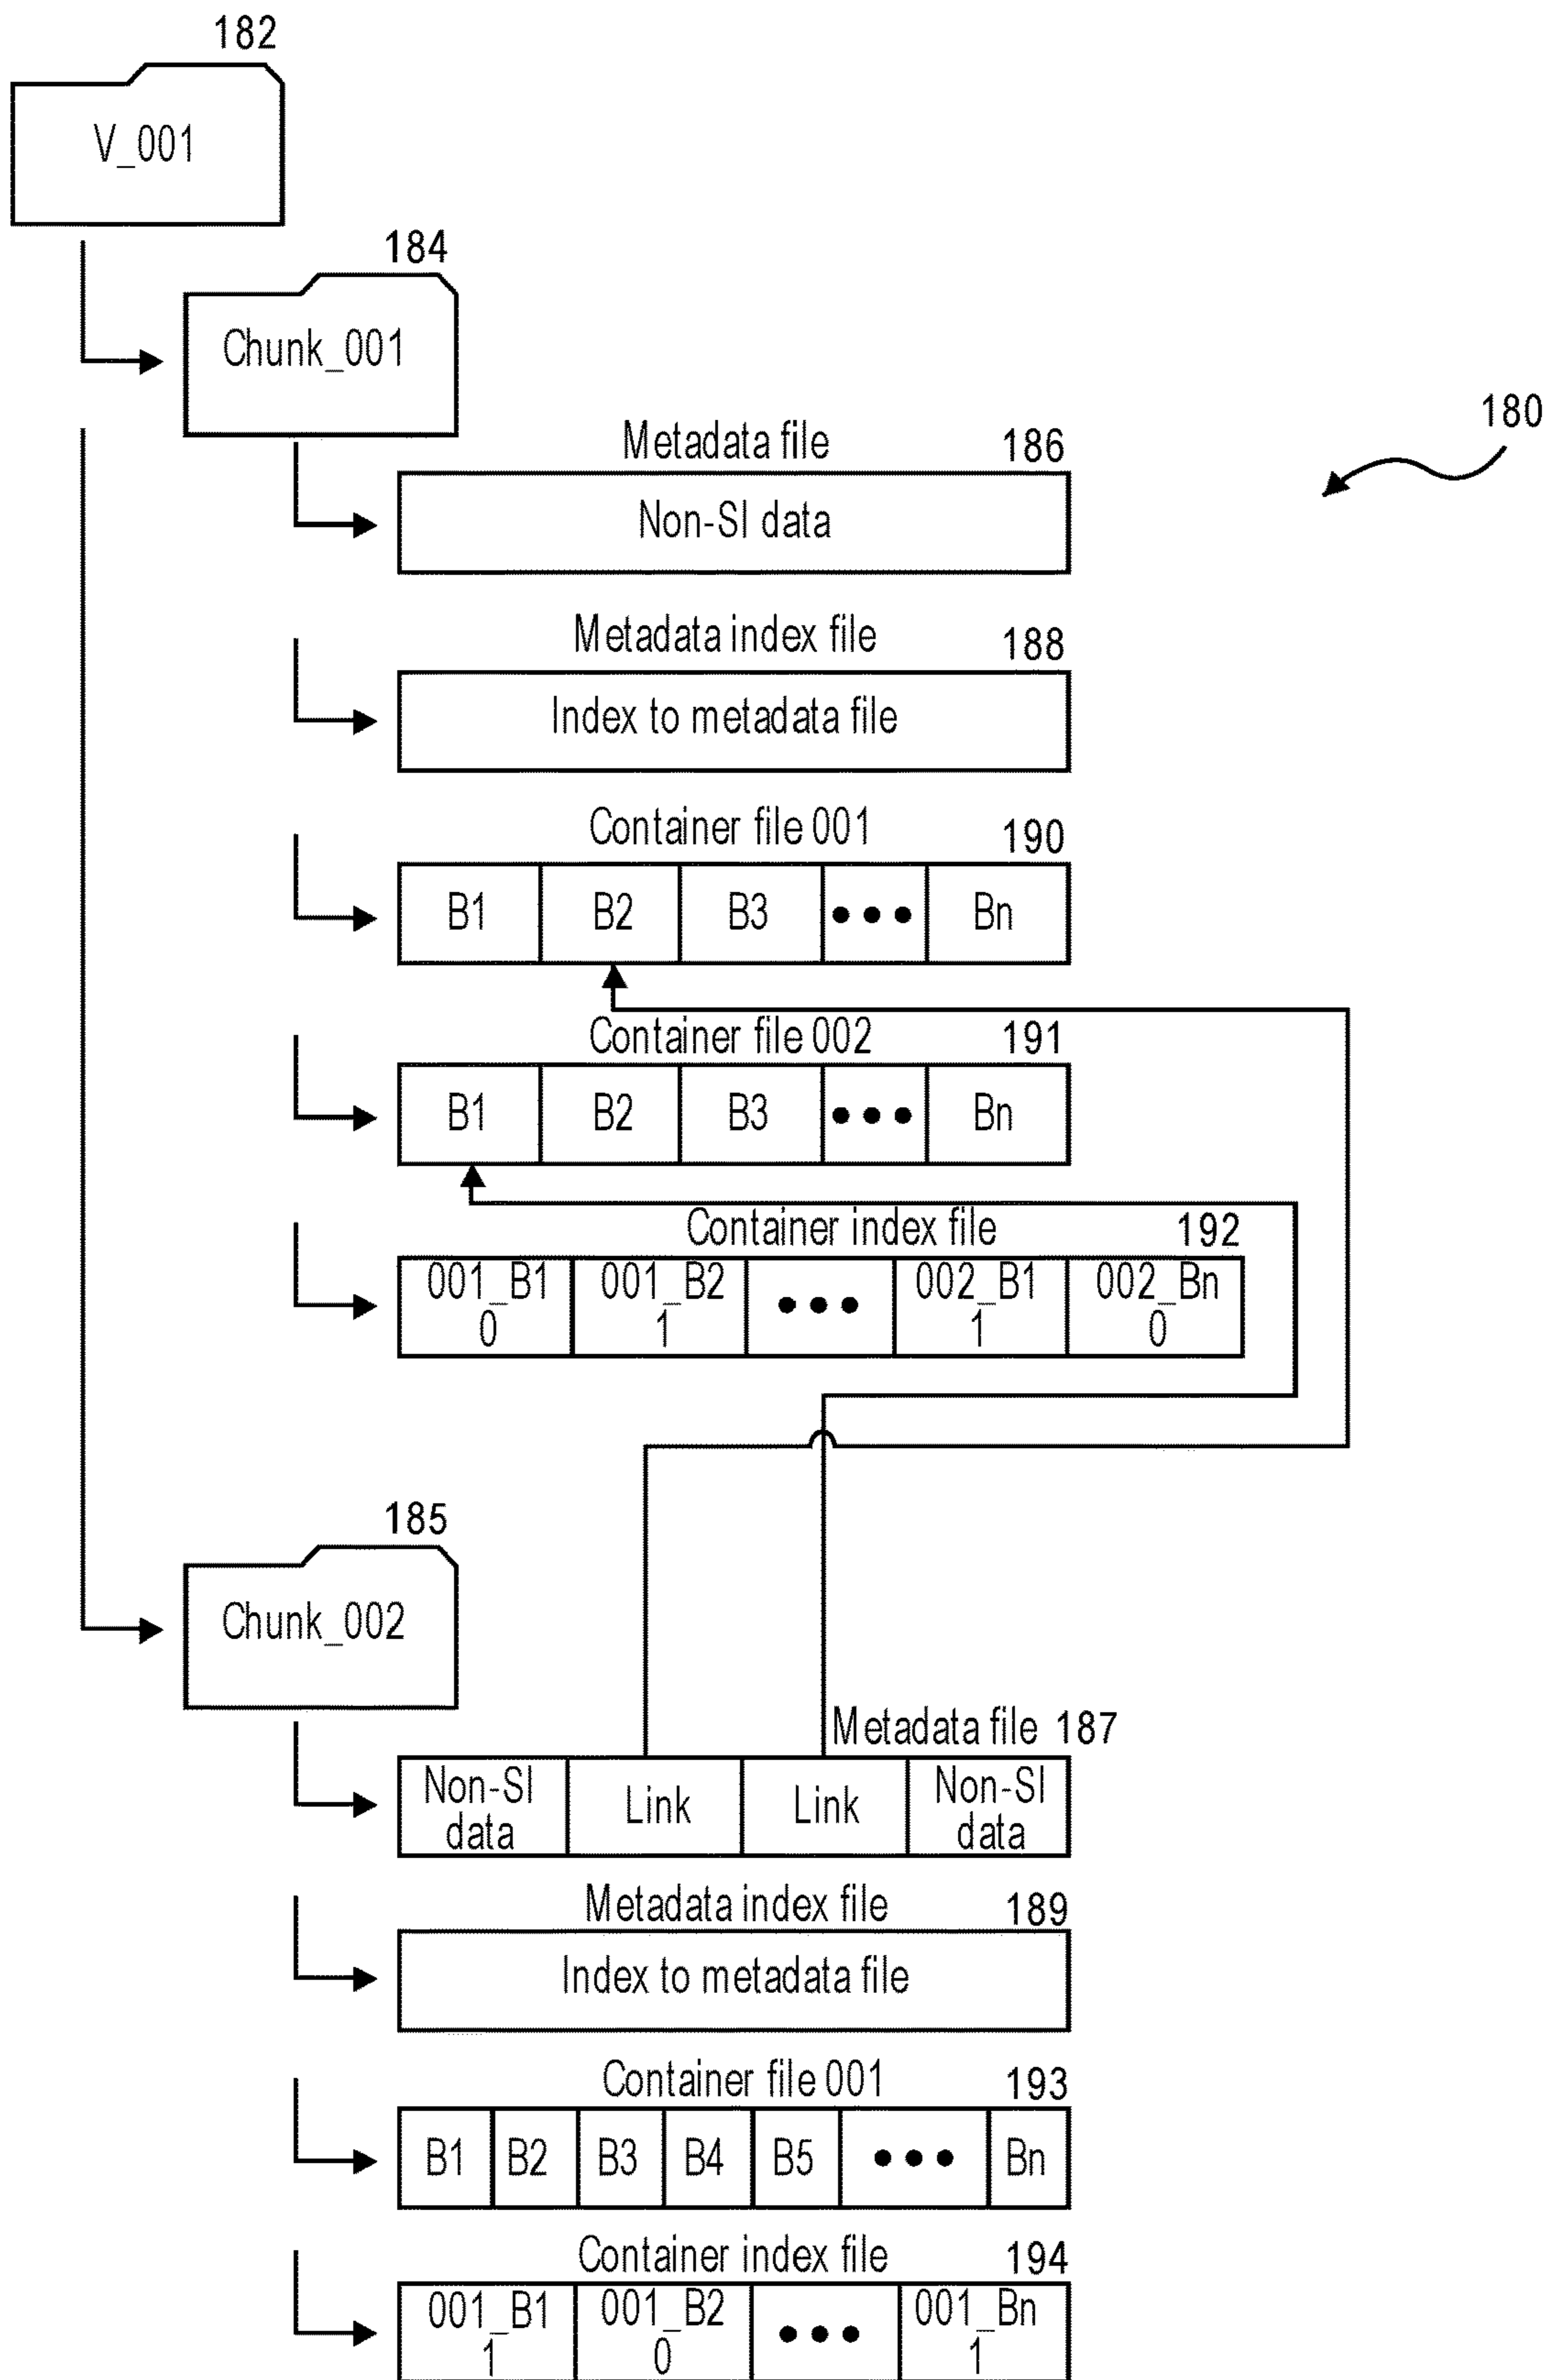 182
V_001
184
Chunk_001
180
Metadata file 186
Non-SI data
Metadata index file 188
Index to metadata file
Container file 001 190
B1 B2 B3 ••• Bn
Container file 002 191
B1 B2 B3 ••• Bn
Container index file 192
001_B1 001_B2 ••• 002_B1 002_Bn
0 1 1 0
185
Chunk_002
Metadata file 187
Non-SI Link Link Non-SI
data data
Metadata index file 189
Index to metadata file
Container file 001 193
B1 B2 B3 B4 B5 ••• Bn
Container index file 194
001_B1 001_B2 ••• 001_Bn
1 0 1